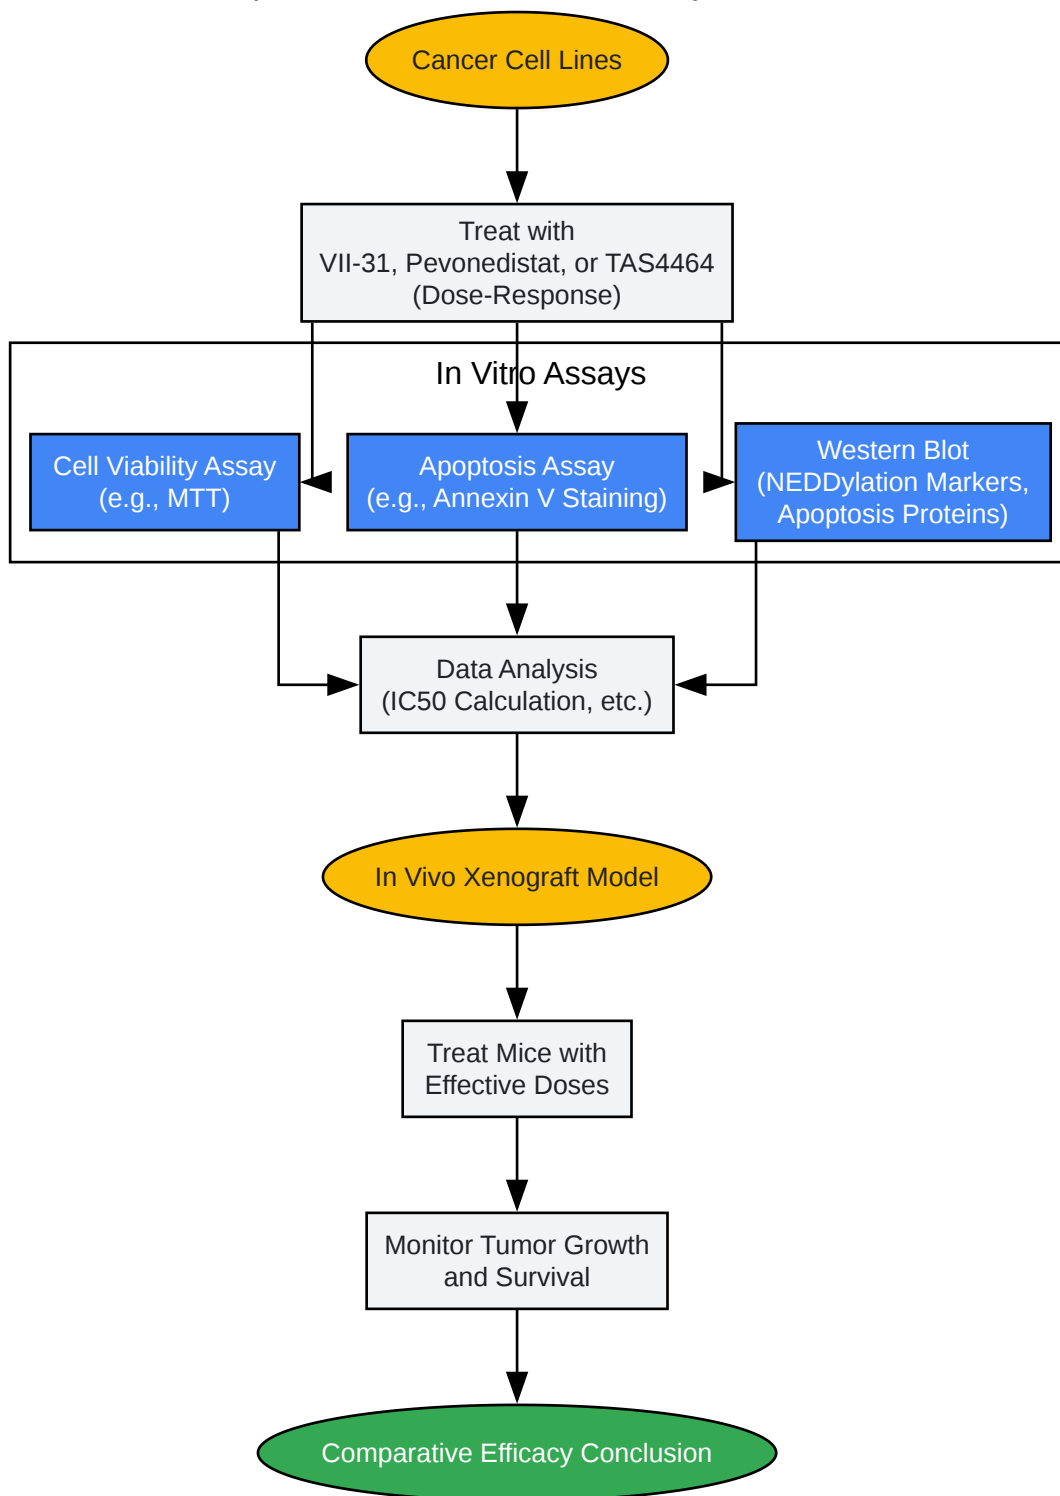 Cancer Cell Lines
Treat with
VII-31, Pevonedistat, or TAS4464
(Dose-Response)
In Vitro Assays
Cell Viability Assay
(e.g., MTT)
Apoptosis Assay
(e.g., Annexin V Staining)
Western Blot
(NEDDylation Markers,
Apoptosis Proteins)
Data Analysis
(IC50 Calculation, etc.)
In Vivo Xenograft Model
Treat Mice with
Effective Doses
Monitor Tumor Growth
and Survival
Comparative Efficacy Conclusion